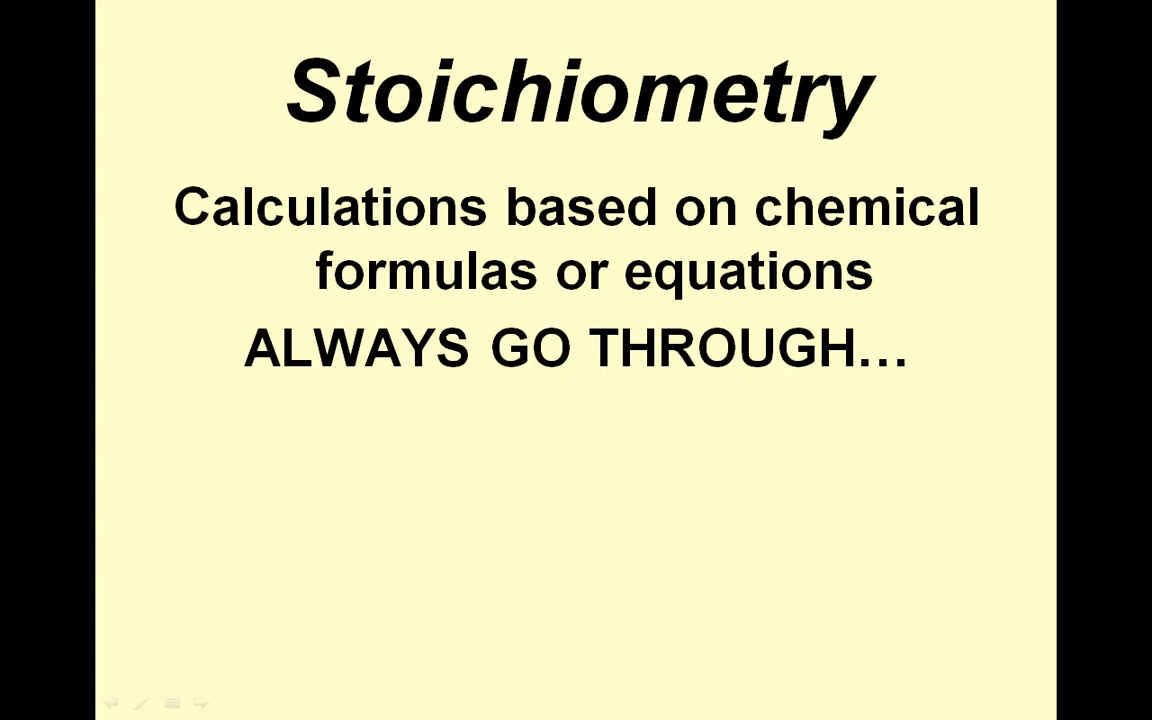 Stoichiometry
Calculations based on chemical
formulas or equations
ALWAYS GO THROUGH…